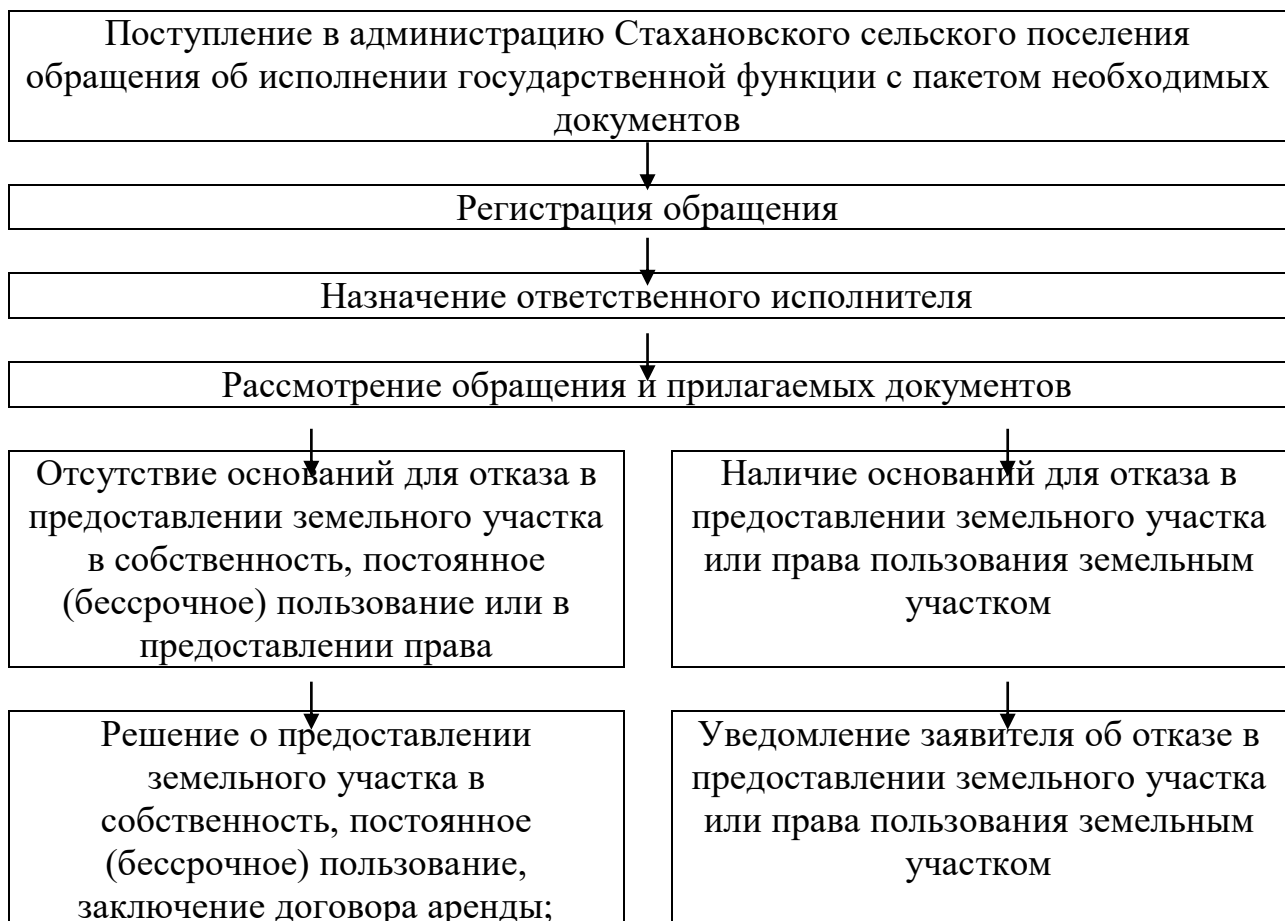 Поступление в администрацию Стахановского сельского поселения
обращения об исполнении государственной функции с пакетом необходимых
документов
Регистрация обращения
Назначение ответственного исполнителя
Рассмотрение обращения и прилагаемых документов
Отсутствие оснований для отказа в
предоставлении земельного участка
в собственность, постоянное
(бессрочное) пользование или в
предоставлении права
Наличие оснований для отказа в
предоставлении земельного участка
или права пользования земельным
участком
Решение о предоставлении
земельного участка в
собственность, постоянное
(бессрочное) пользование,
заключение договора аренды;
Уведомление заявителя об отказе в
предоставлении земельного участка
или права пользования земельным
участком